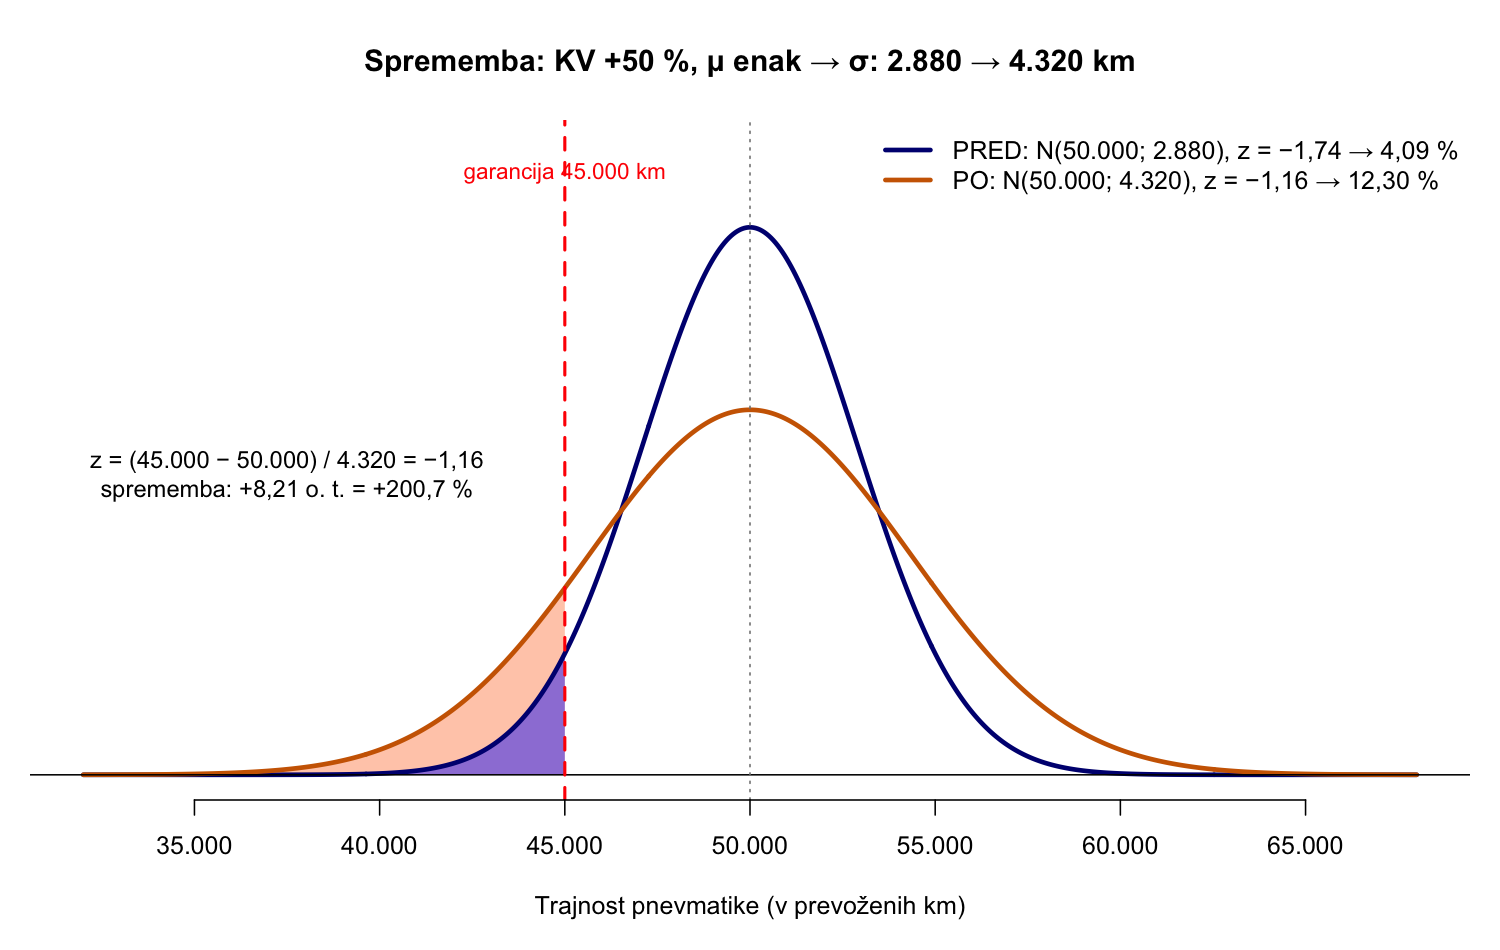 Sprememba: KV +50 %, μ enak → σ: 2.880 → 4.320 km
garancija 45.000 km
PRED: N(50.000; 2.880), z = −1,74 → 4,09 %
PO: N(50.000; 4.320), z = −1,16 → 12,30 %
z = (45.000 − 50.000) / 4.320 = −1,16
sprememba: +8,21 o. t. = +200,7 %
35.000 40.000 45.000 50.000 55.000 60.000 65.000
Trajnost pnevmatike (v prevoženih km)